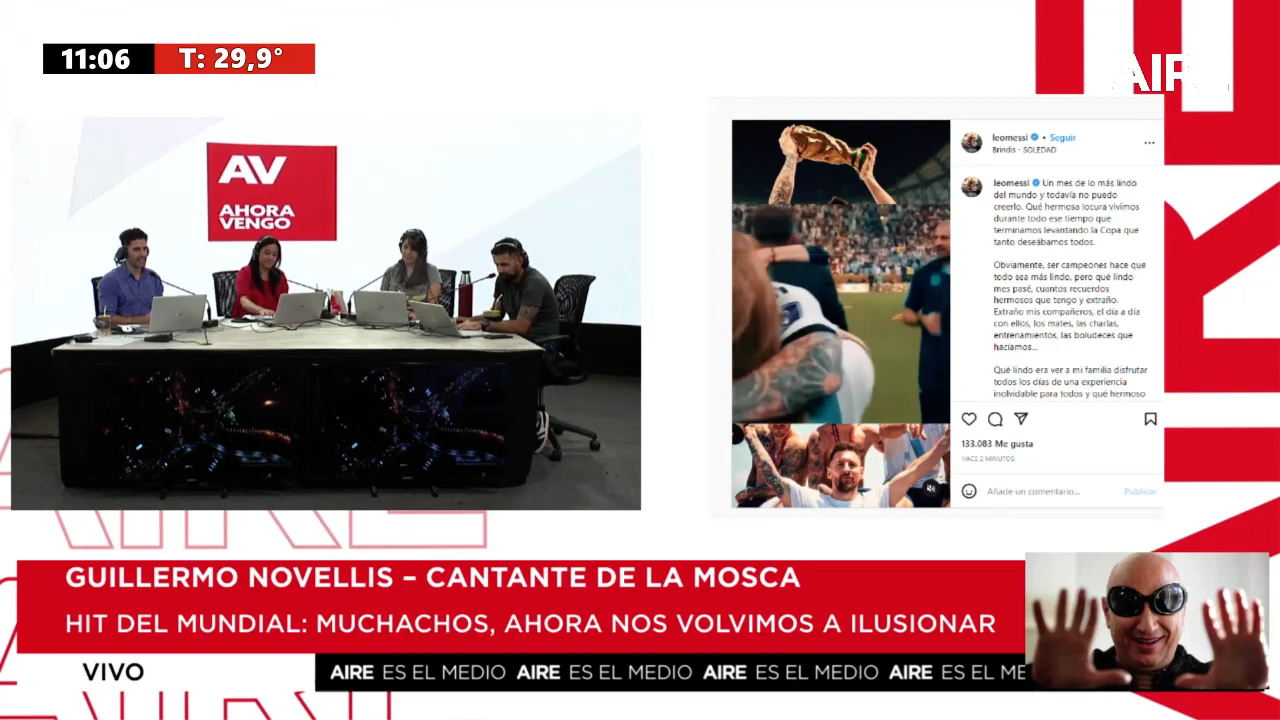 11:06
T: 29,9°
AIRE
AV
AHORA
VENGO
leomessi • Seguir
Brindis - SOLEDAD
leomessi Un mes de lo más lindo
del mundo y todavía no puedo
creerlo. Qué hermosa locura vivimos
durante todo ese tiempo que
terminamos levantando la Copa que
tanto deseábamos todos.
Obviamente, ser campeones hace que
todo sea más lindo, pero qué lindo
mes pasé, cuantos recuerdos
hermosos que tengo y extraño.
Extraño mis compañeros, el día a día
con ellos, los mates, las charlas,
entrenamientos, las boludeces que
hacíamos...
Qué lindo era ver a mi familia disfrutar
todos los días de una experiencia
inolvidable para todos y qué hermoso
133.083 Me gusta
HACE 2 MINUTOS
Añade un comentario...
Publicar
GUILLERMO NOVELLIS – CANTANTE DE LA MOSCA
HIT DEL MUNDIAL: MUCHACHOS, AHORA NOS VOLVIMOS A ILUSIONAR
VIVO
AIRE ES EL MEDIO AIRE ES EL MEDIO AIRE ES EL MEDIO AIRE ES EL ME